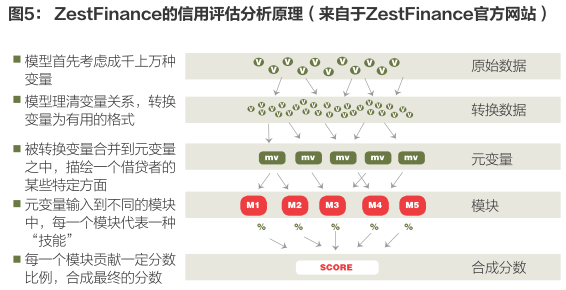 图5： ZestFinance的信用评估分析原理（来自于ZestFinance官方网站）
模型首先考虑成千上万种
变量
V V V V V V V V V V
原始数据
模型理清变量关系，转换
变量为有用的格式
转换数据
被转换变量合并到元变量
之中，描绘一个借贷者的
某些特定方面
mv mv mv mv mv
元变量
元变量输入到不同的模块
中，每一个模块代表一种
“技能”
M1 M2 M3 M4 M5
模块
% % % % %
每一个模块贡献一定分数
比例，合成最终的分数
SCORE
合成分数